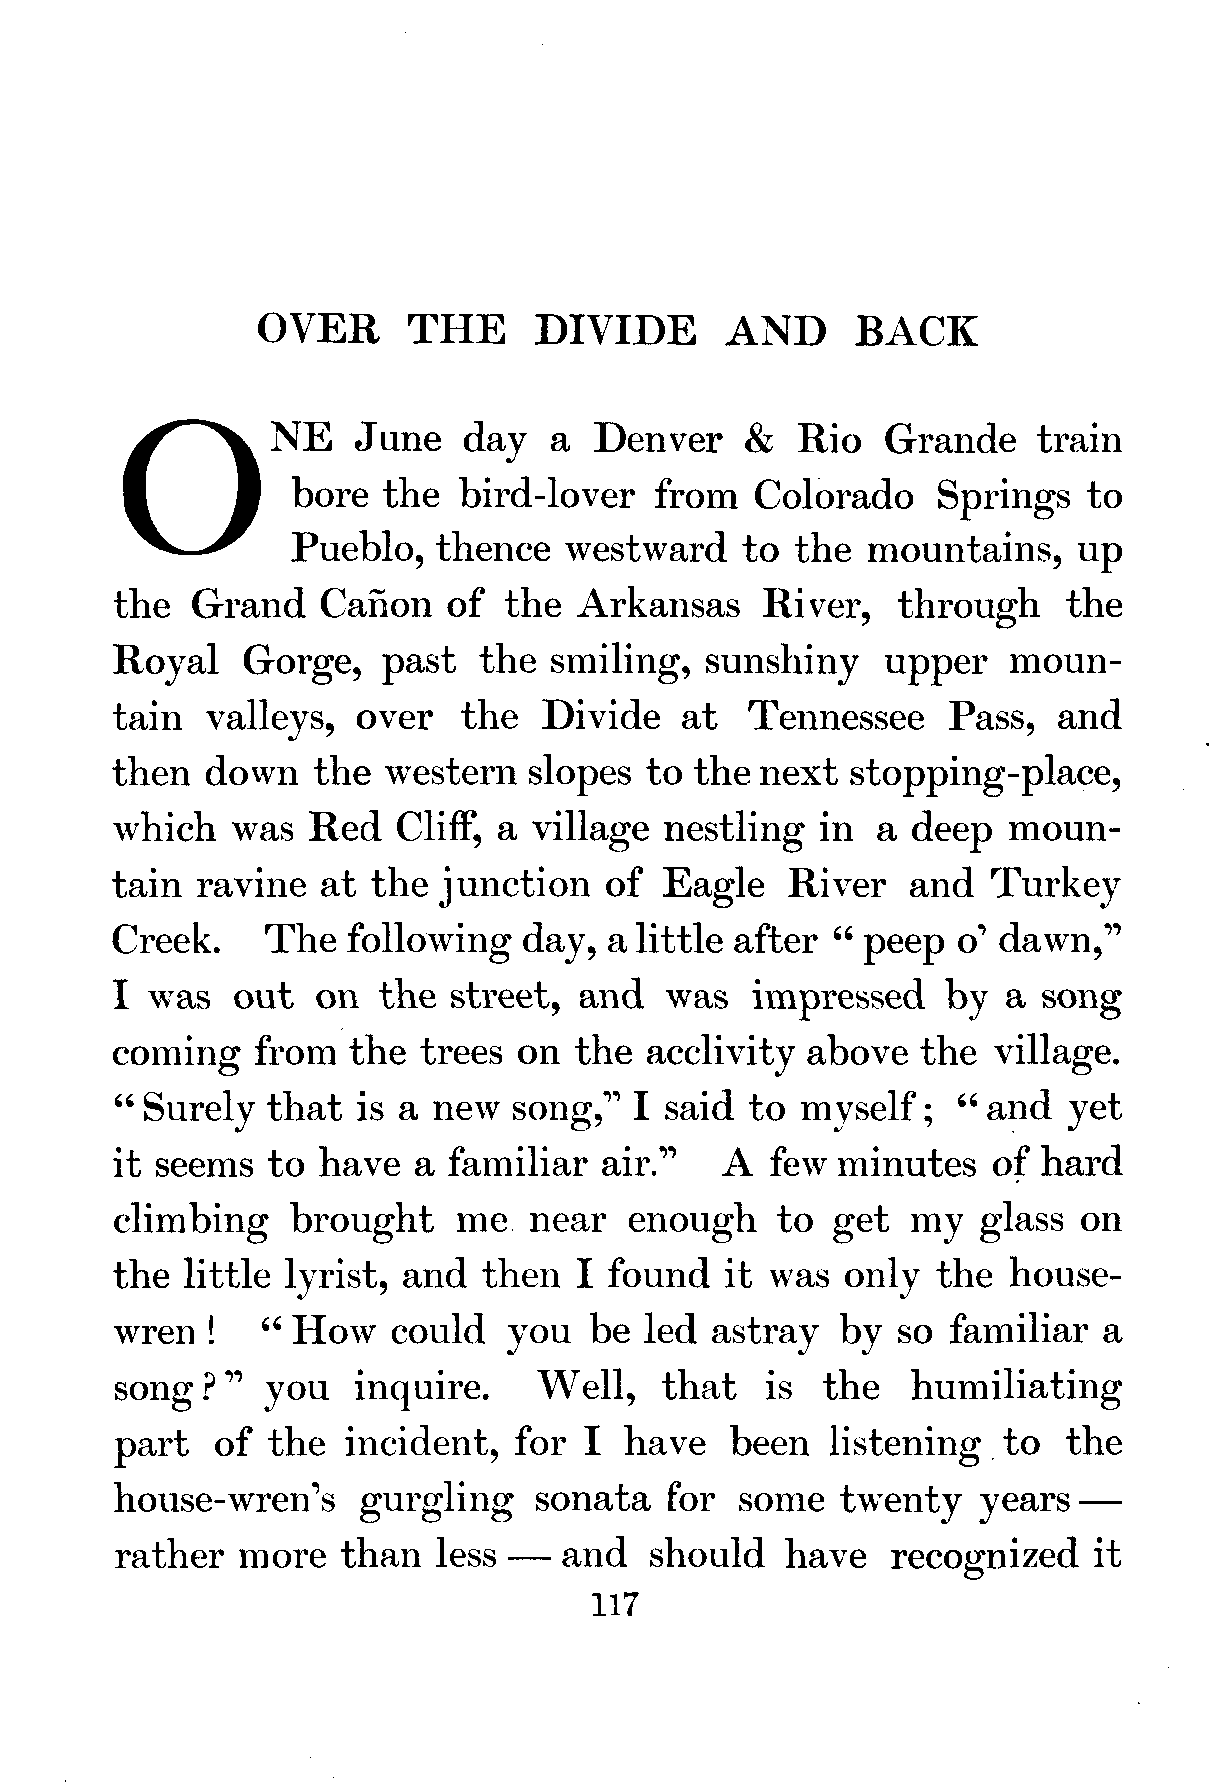 OVER THE DIVIDE AND BACK
ONE June day a Denver & Rio Grande train
bore the bird-lover from Colorado Springs to
Pueblo, thence westward to the mountains, up
the Grand Cañon of the Arkansas River, through the
Royal Gorge, past the smiling, sunshiny upper moun-
tain valleys, over the Divide at Tennessee Pass, and
then down the western slopes to the next stopping-place,
which was Red Cliff, a village nestling in a deep moun-
tain ravine at the junction of Eagle River and Turkey
Creek. The following day, a little after “peep o’ dawn,”
I was out on the street, and was impressed by a song
coming from the trees on the acclivity above the village.
“Surely that is a new song,” I said to myself; “and yet
it seems to have a familiar air.” A few minutes of hard
climbing brought me near enough to get my glass on
the little lyrist, and then I found it was only the house-
wren! “How could you be led astray by so familiar a
song?” you inquire. Well, that is the humiliating
part of the incident, for I have been listening to the
house-wren’s gurgling sonata for some twenty years —
rather more than less — and should have recognized it
117